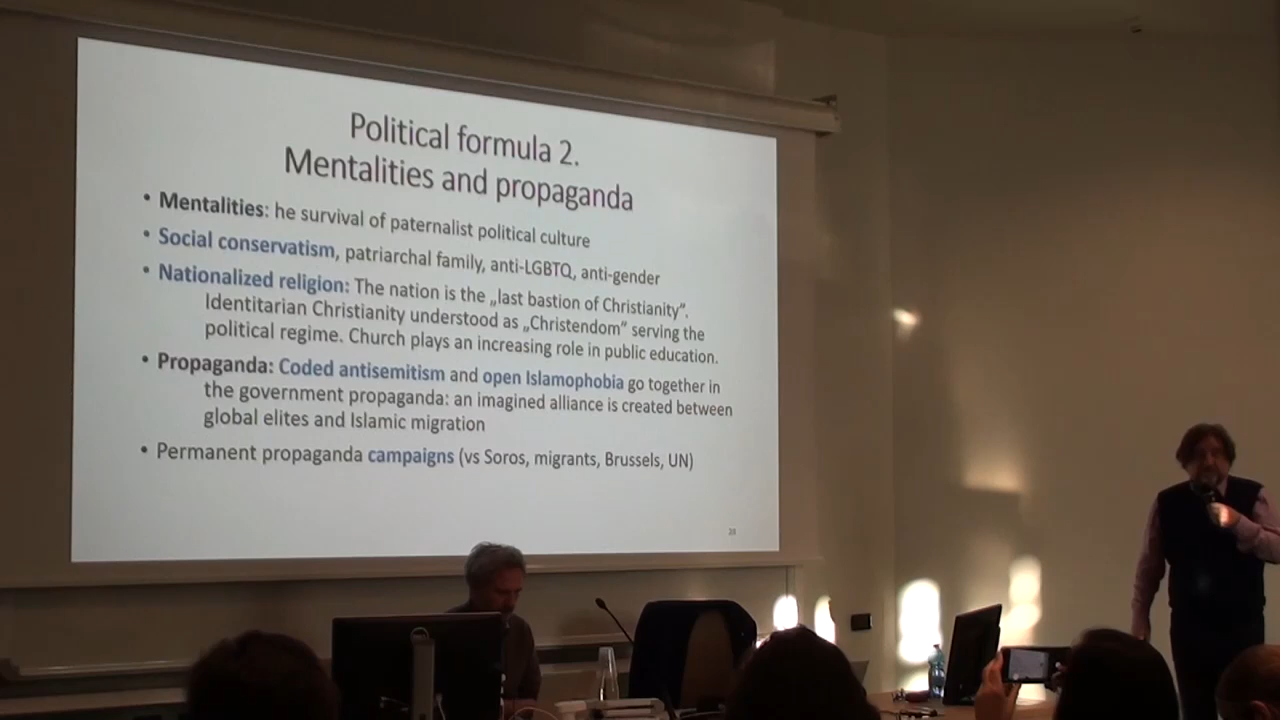 Political formula 2.
Mentalities and propaganda
• Mentalities: he survival of paternalist political culture
• Social conservatism, patriarchal family, anti-LGBTQ, anti-gender
• Nationalized religion: The nation is the „last bastion of Christianity“.
Identitarian Christianity understood as „Christendom“ serving the
political regime. Church plays an increasing role in public education.
• Propaganda: Coded antisemitism and open Islamophobia go together in
the government propaganda: an imagined alliance is created between
global elites and Islamic migration
• Permanent propaganda campaigns (vs Soros, migrants, Brussels, UN)